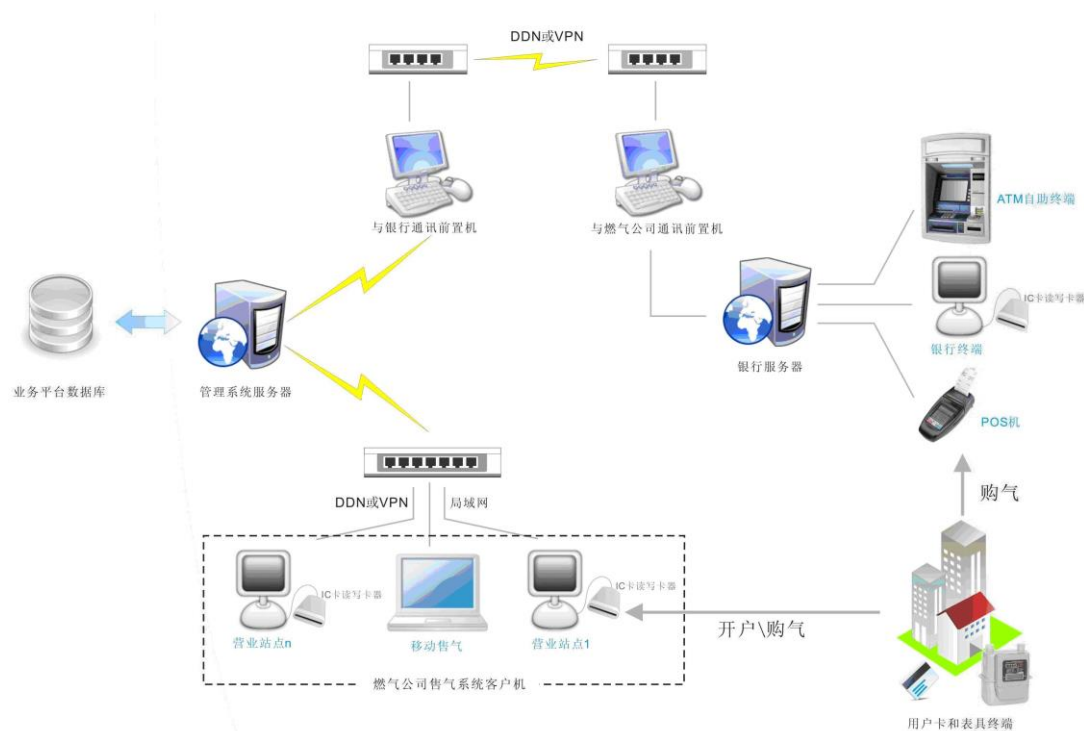 DDN或VPN
与银行通讯前置机
与燃气公司通讯前置机
ATM自助终端
IC卡读写卡器
银行终端
业务平台数据库
管理系统服务器
银行服务器
POS机
购气
DDN或VPN
局域网
IC卡读写卡器
IC卡读写卡器
营业站点n
移动售气
营业站点1
开户\购气
燃气公司售气系统客户机
用户卡和表具终端